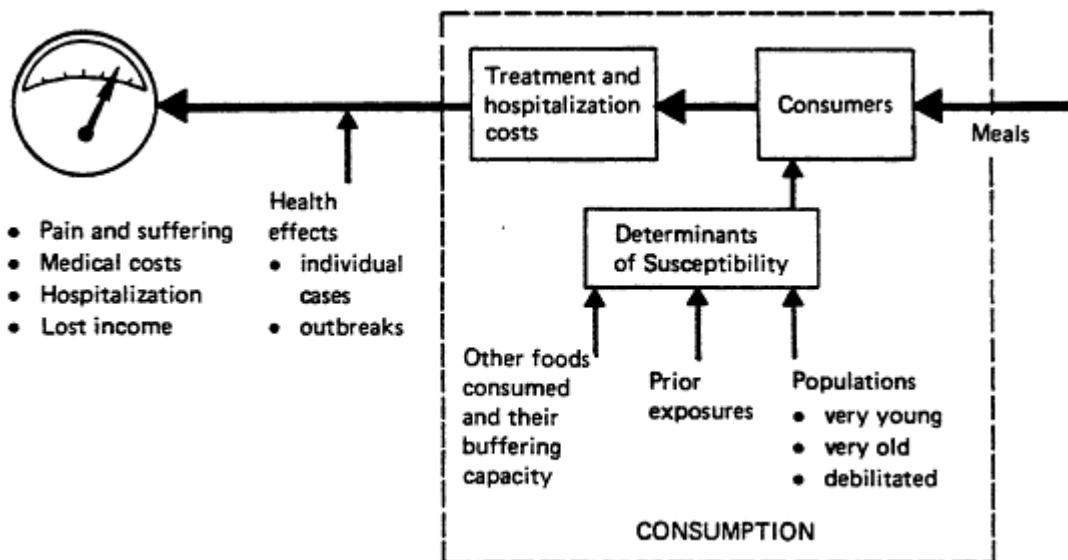 Treatment and
hospitalization
costs
Consumers
Meals
• Pain and suffering
• Medical costs
• Hospitalization
• Lost income
Health
effects
• individual
cases
• outbreaks
Determinants
of Susceptibility
Other foods
consumed
and their
buffering
capacity
Prior
exposures
Populations
• very young
• very old
• debilitated
CONSUMPTION